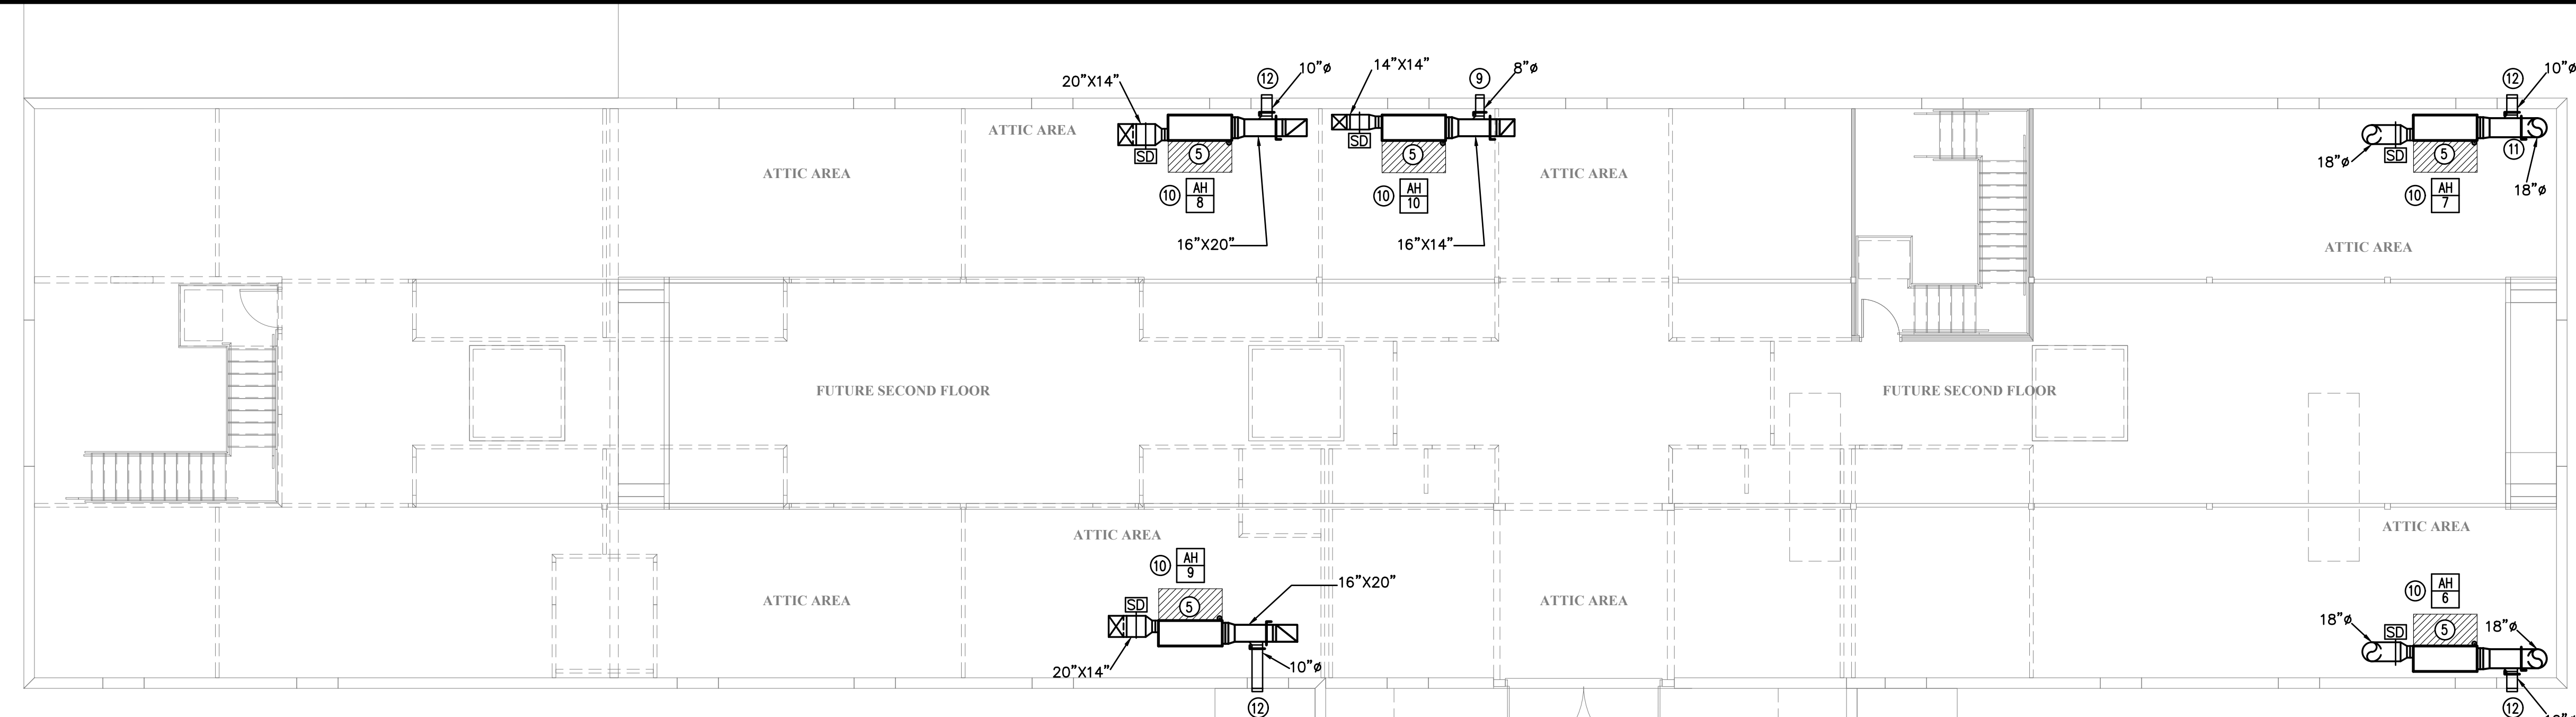 20"X14"
12
10"ø
14"X14"
9
8"ø
12
10"ø
ATTIC AREA
SD
5
SD
5
18"ø
SD
5
11
18"ø
ATTIC AREA
ATTIC AREA
10
AH
8
10
AH
10
10
AH
7
16"X20"
16"X14"
ATTIC AREA
FUTURE SECOND FLOOR
FUTURE SECOND FLOOR
ATTIC AREA
ATTIC AREA
10
AH
9
16"X20"
10
AH
6
ATTIC AREA
ATTIC AREA
SD
5
18"ø
SD
5
18"ø
20"X14"
10"ø
12
12